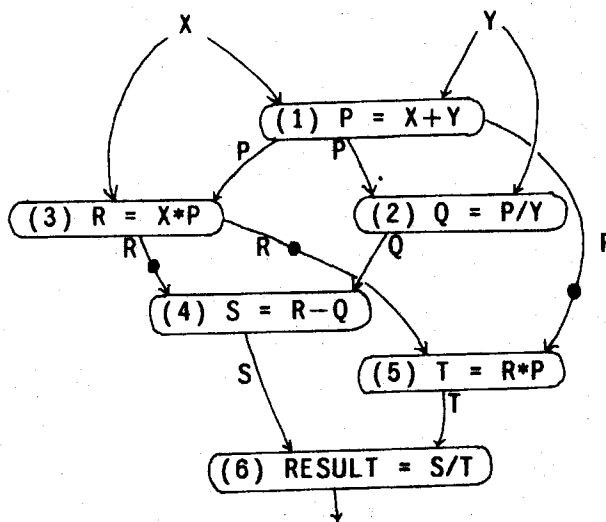 X Y
(1) P = X+Y
P P
(3) R = X*P (2) Q = P/Y
R R Q P
(4) S = R-Q
S (5) T = R*P
T
(6) RESULT = S/T